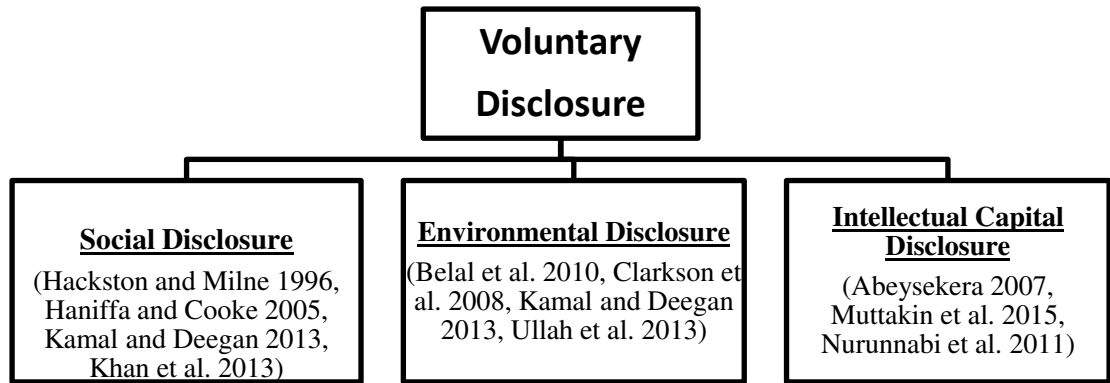 Voluntary
Disclosure
Social Disclosure
(Hackston and Milne 1996,
Haniffa and Cooke 2005,
Kamal and Deegan 2013,
Khan et al. 2013)
Environmental Disclosure
(Belal et al. 2010, Clarkson et
al. 2008, Kamal and Deegan
2013, Ullah et al. 2013)
Intellectual Capital
Disclosure
(Abeysekera 2007,
Muttakin et al. 2015,
Nurunnabi et al. 2011)